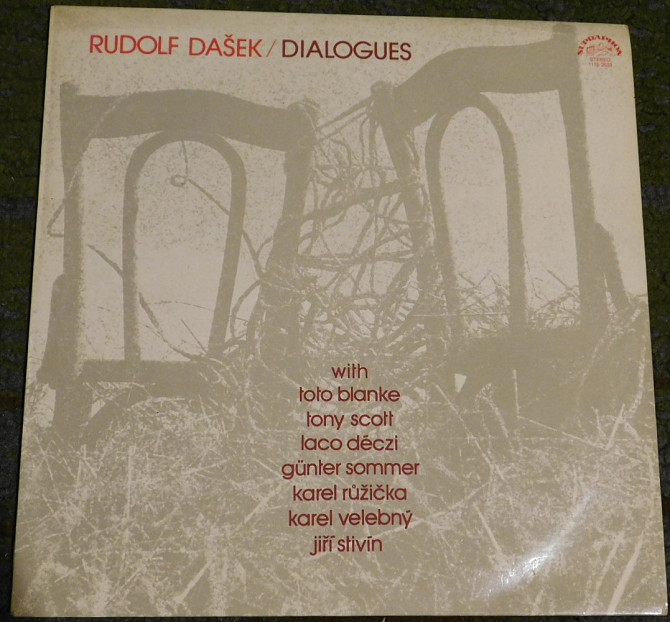 RUDOLF DAŠEK / DIALOGUES
SUPRAPHON
STEREO
with
toto blanke
tony scott
laco déczi
günter sommer
karel růžička
karel velebný
jiří stivín